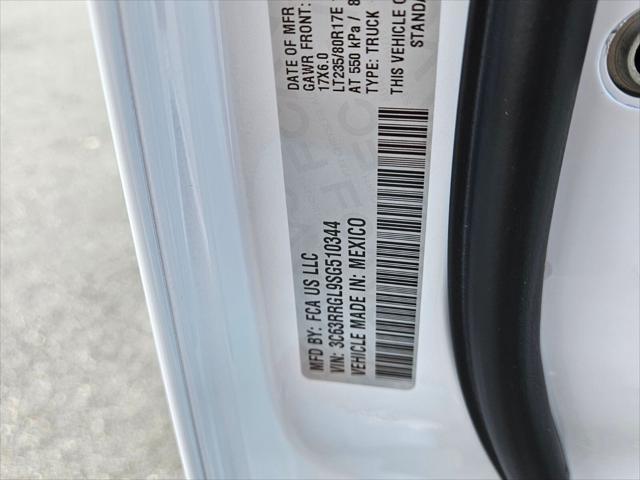 MFD BY: FCA US LLC
DATE OF MFR
VIN: 3C63RRGL9SG510344
GAWR FRONT:
VEHICLE MADE IN: MEXICO
17X6.0
LT235/80R17E
AT 550 kPa /
TYPE: TRUCK
THIS VEHICLE
STANDA